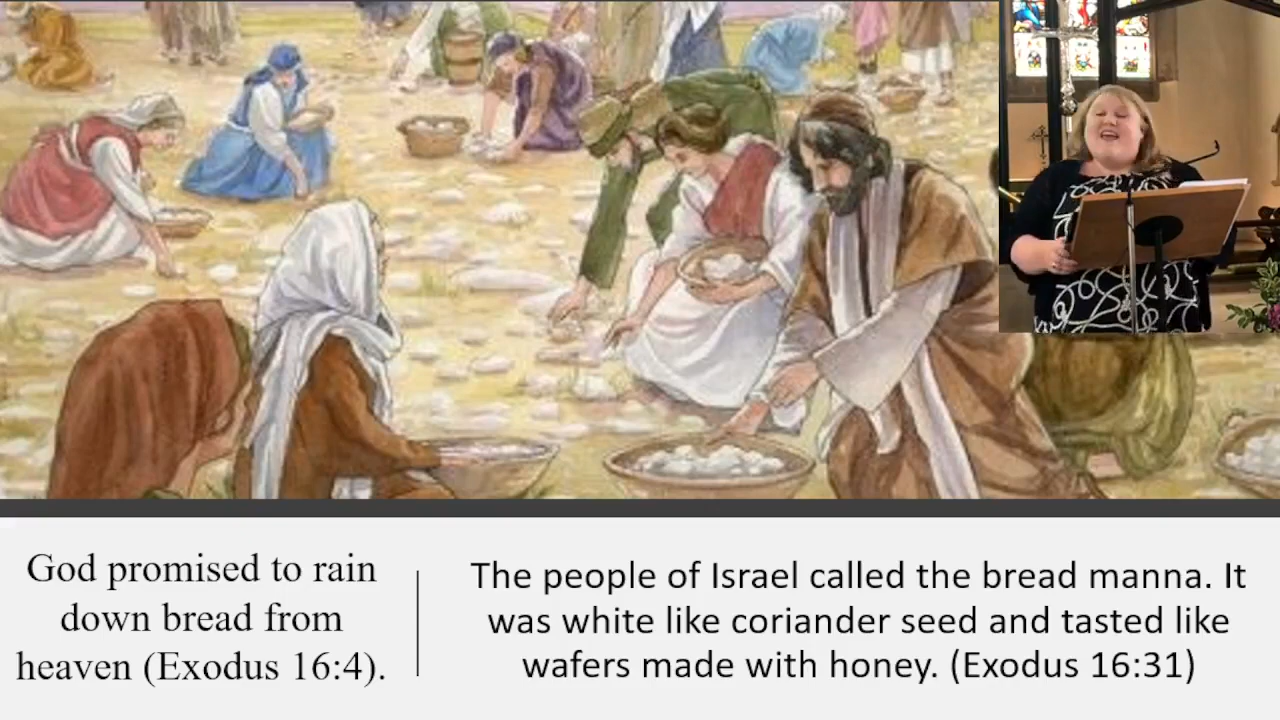 God promised to rain
down bread from
heaven (Exodus 16:4).
The people of Israel called the bread manna. It
was white like coriander seed and tasted like
wafers made with honey. (Exodus 16:31)